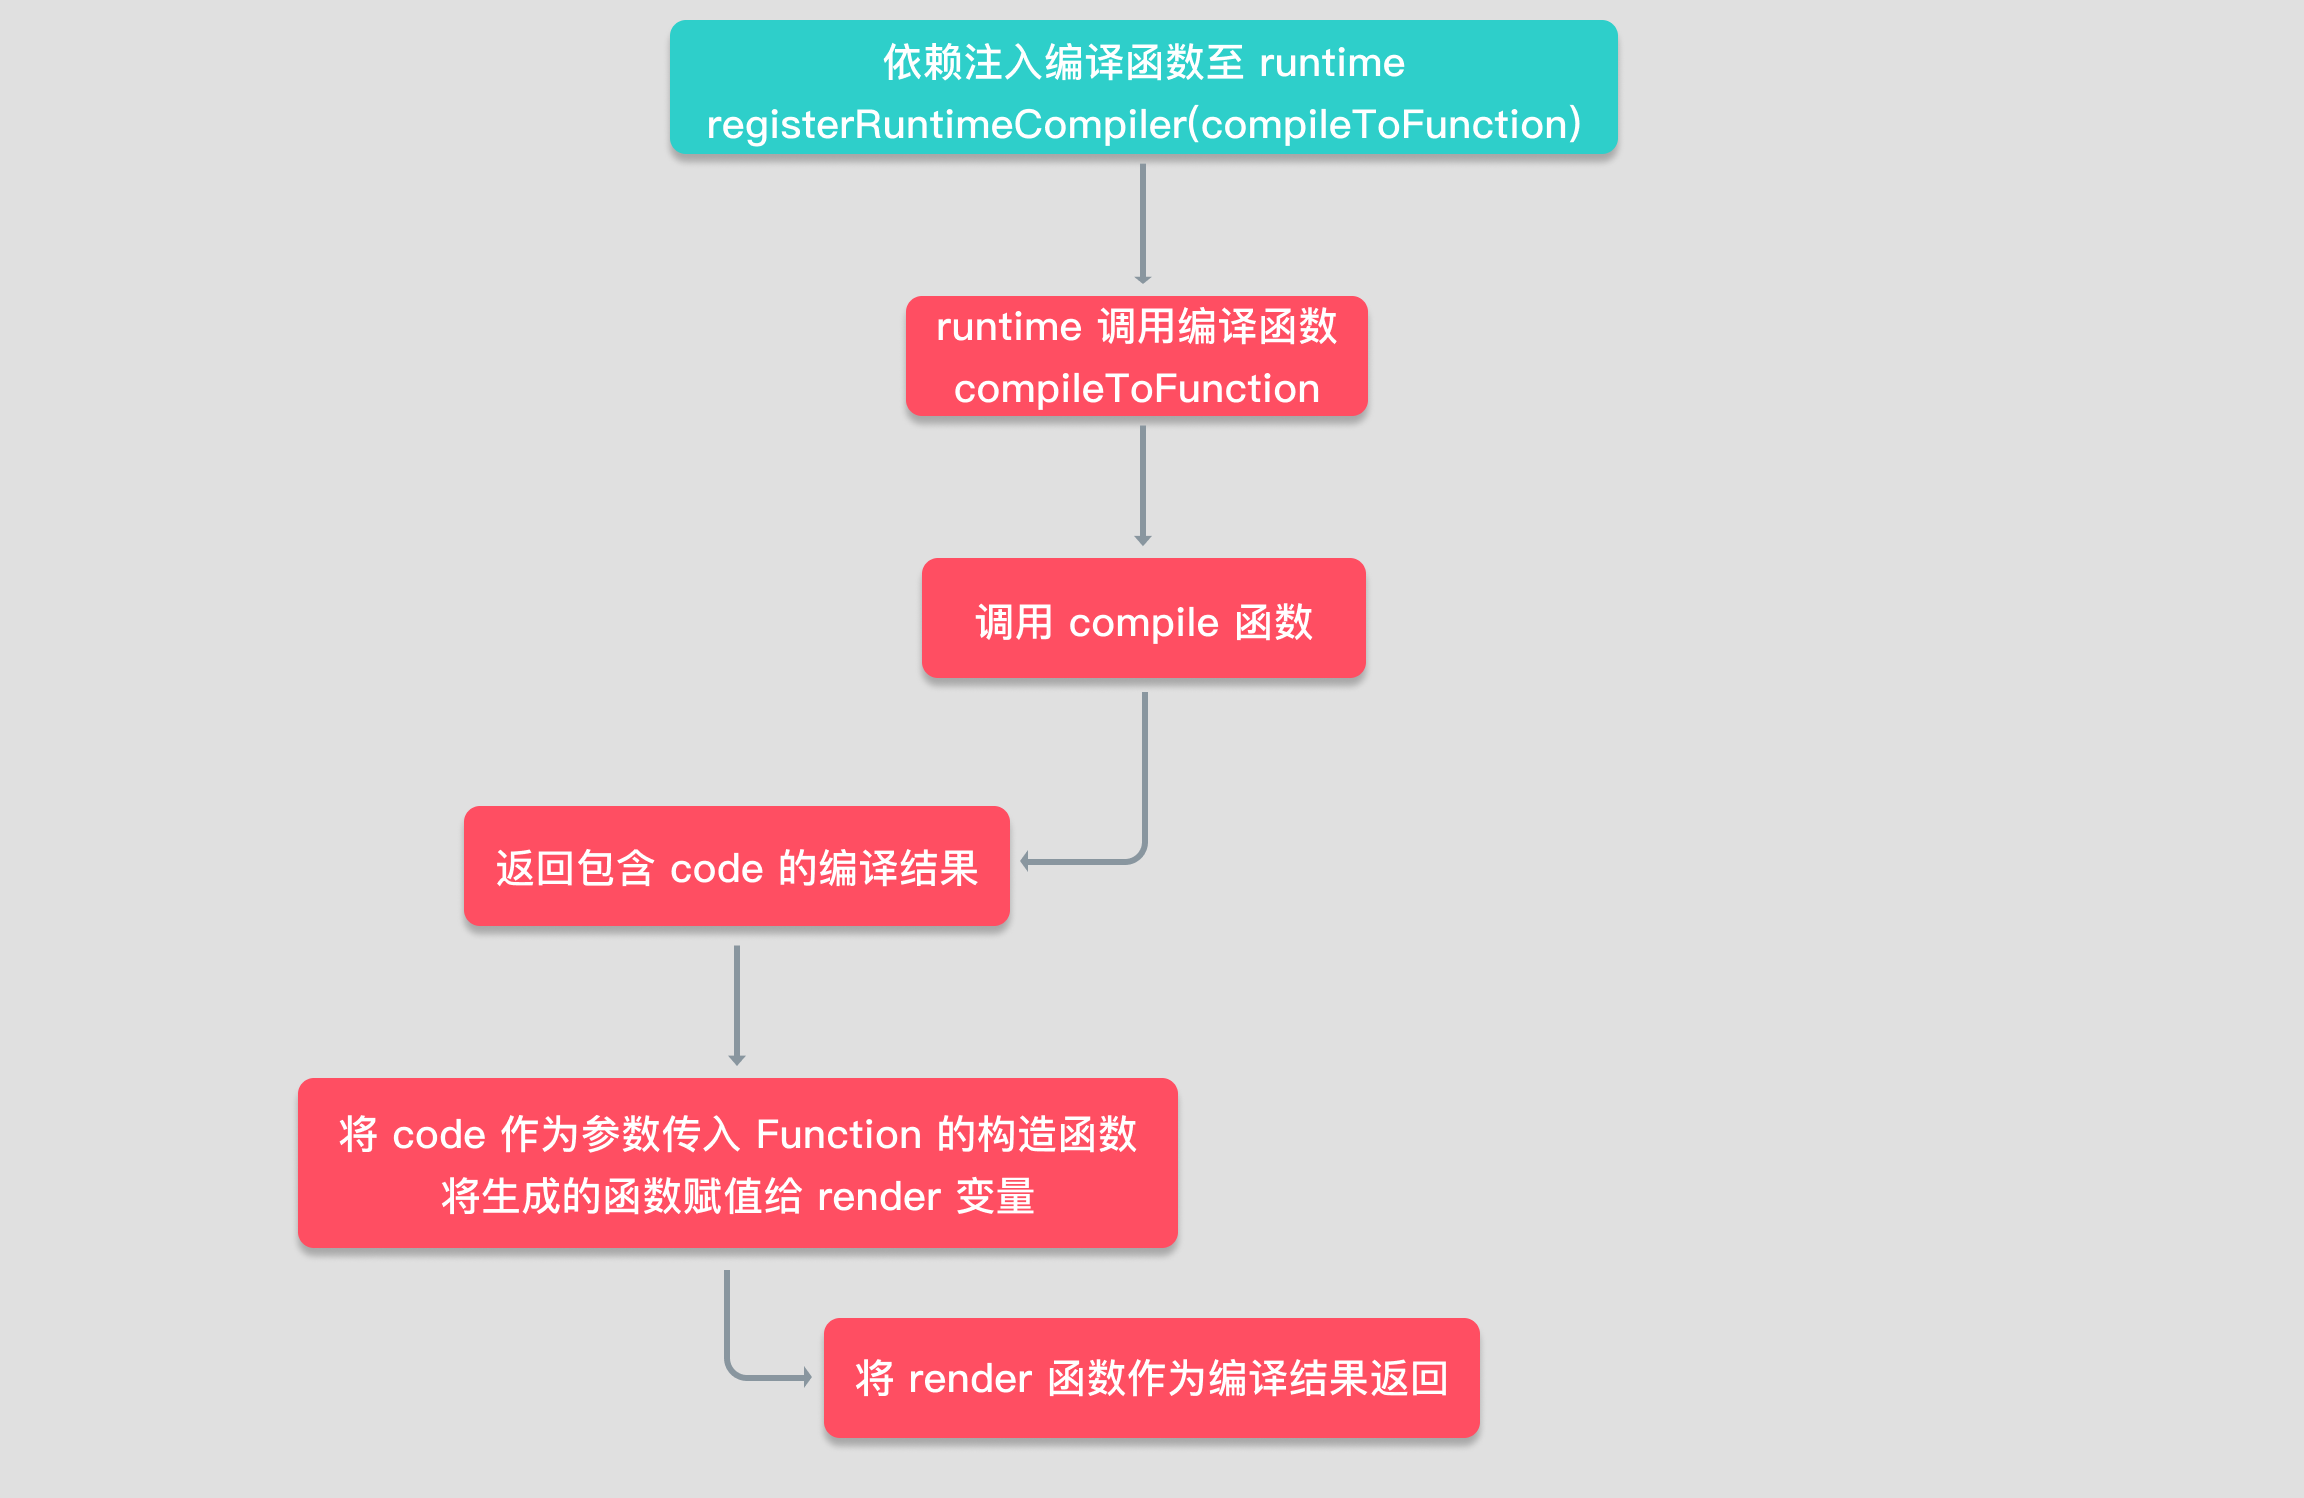 依赖注入编译函数至 runtime
registerRuntimeCompiler(compileToFunction)
runtime 调用编译函数
compileToFunction
调用 compile 函数
返回包含 code 的编译结果
将 code 作为参数传入 Function 的构造函数
将生成的函数赋值给 render 变量
将 render 函数作为编译结果返回